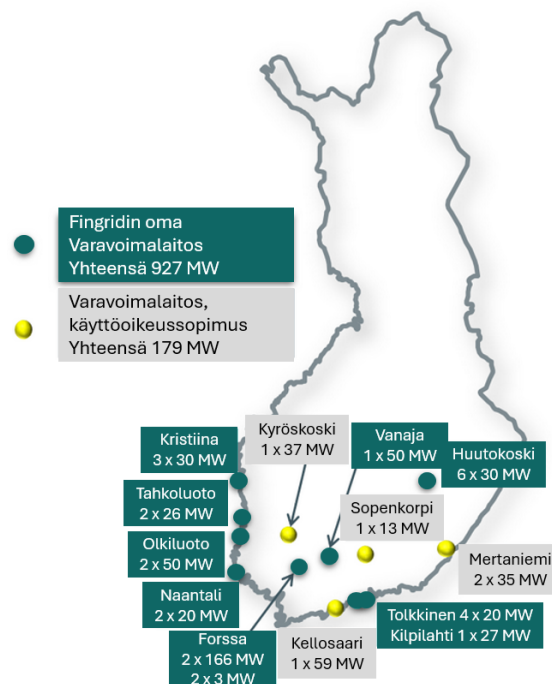 Fingridin oma
Varavoimalaitos
Yhteensä 927 MW
Varavoimalaitos,
käyttöoikeussopimus
Yhteensä 179 MW
Kristiina
3 x 30 MW
Kyröskoski
1 x 37 MW
Vanaja
1 x 50 MW
Huutokoski
6 x 30 MW
Tahkoluoto
2 x 26 MW
Sopenkorpi
1 x 13 MW
Olkiluoto
2 x 50 MW
Mertaniemi
2 x 35 MW
Naantali
2 x 20 MW
Forssa
2 x 166 MW
2 x 3 MW
Kellosaari
1 x 59 MW
Tolkkinen 4 x 20 MW
Kilpilahti 1 x 27 MW